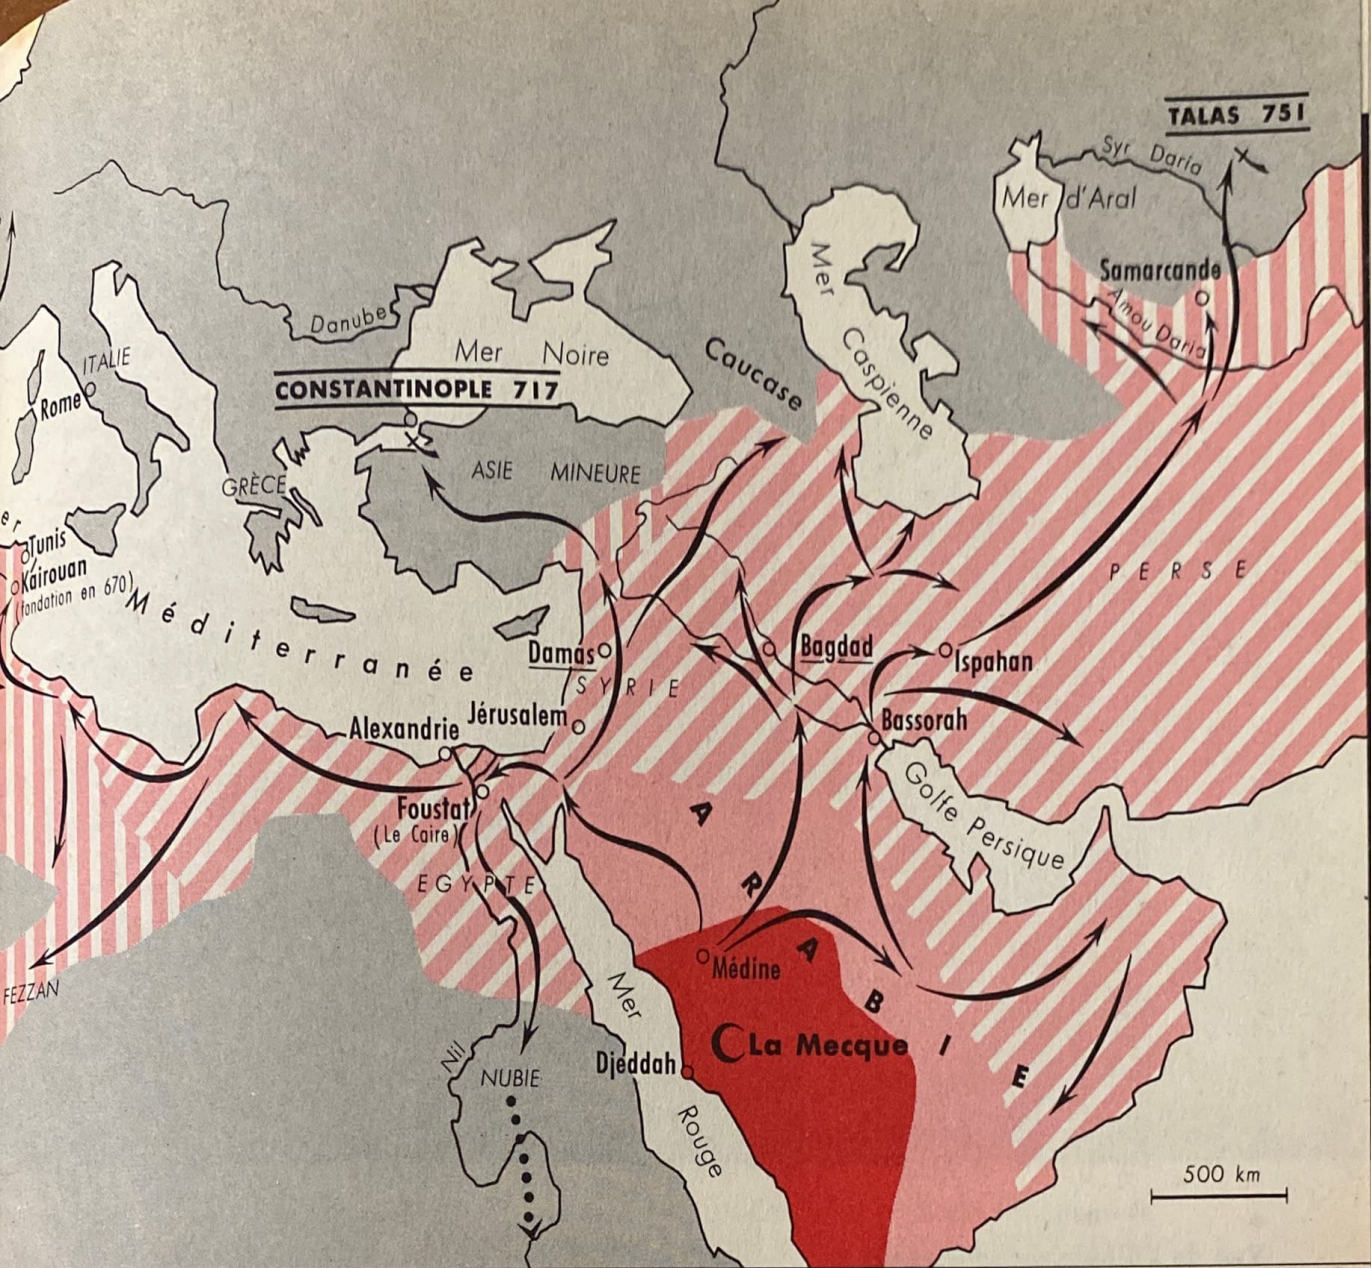 TALAS 751
Syr Daria
Mer d'Aral
Samarcande
Amou Daria
Mer Caspienne
Danube
Mer Noire
Caucase
ITALIE
Rome
CONSTANTINOPLE 717
ASIE MINEURE
GRÈCE
er
Tunis
Kairouan
(fondation en 670)
Méditerranée
PERSE
Damas
Bagdad
Ispahan
SYRIE
Jérusalem
Alexandrie
Bassorah
Foustat
(Le Caire)
Golfe Persique
EGYPTE
ARABIE
Médine
FEZZAN
Mer Rouge
La Mecque
Djeddah
Nil
NUBIE
500 km